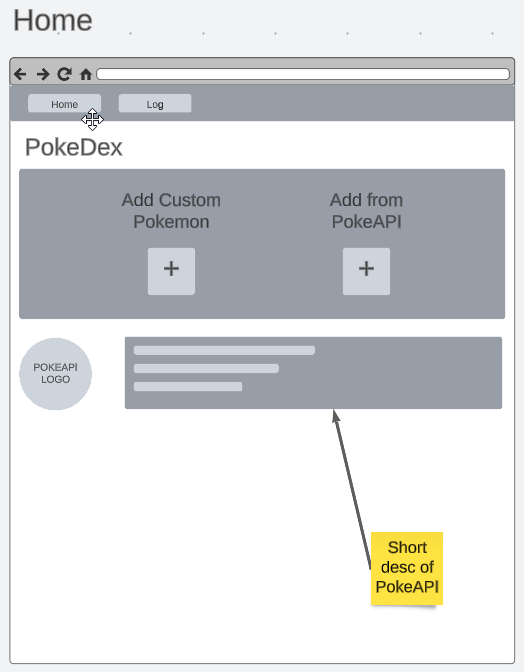 Home
Home
Log
PokeDex
Add Custom
Pokemon
Add from
PokeAPI
+
+
POKEAPI
LOGO
Short
desc of
PokeAPI